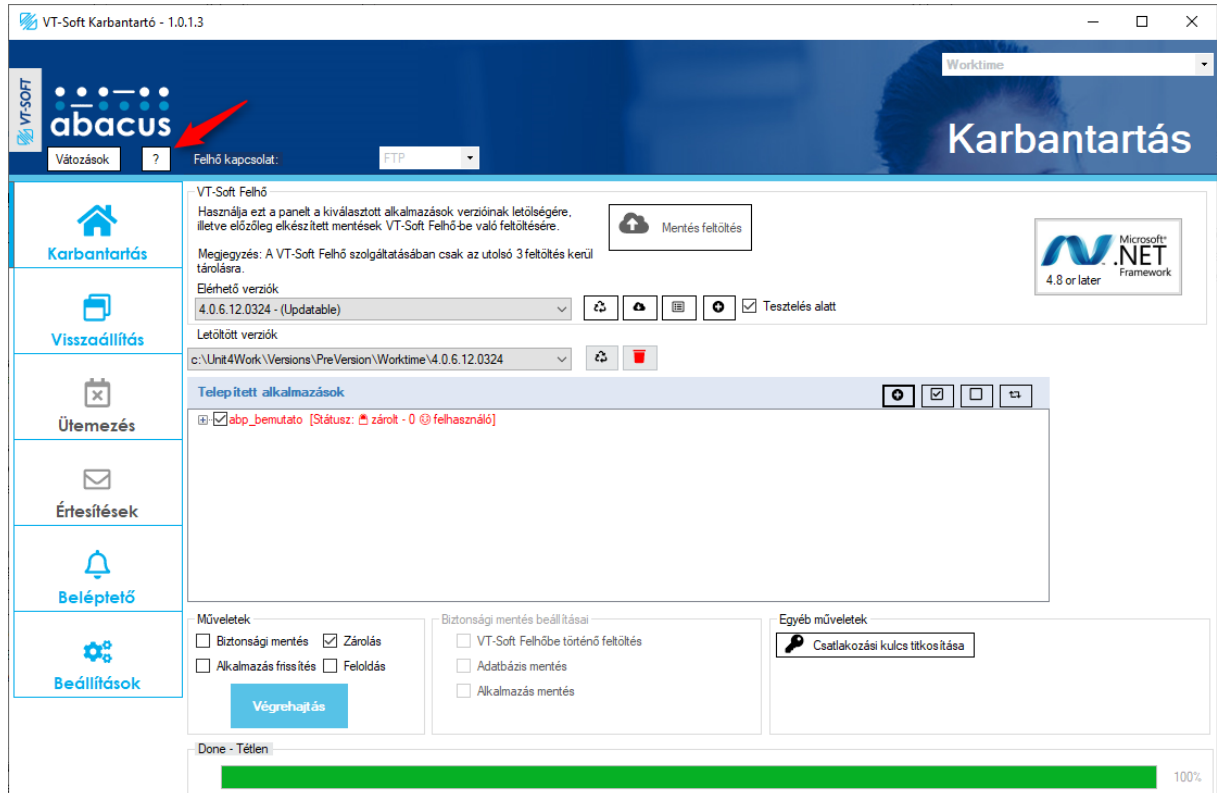 VT-Soft Karbantartó - 1.0.1.3
Worktime
VT-SOFT
abacus
Karbantartás
Vátozások
?
Felhő kapcsolat:
FTP
Karbantartás
Visszaállítás
Ütemezés
Értesítések
Beléptető
Beállítások
VT-Soft Felhő
Használja ezt a panelt a kiválasztott alkalmazások verzióinak letölségére,
illetve előzőleg elkészített mentések VT-Soft Felhő-be való feltöltésére.
Mentés feltöltés
Megjegyzés: A VT-Soft Felhő szolgáltatásában csak az utolsó 3 feltöltés kerül
tárolásra.
Microsoft®
.NET
Framework
4.8 or later
Elérhető verziók
4.0.6.12.0324 - (Updatable)
Tesztelés alatt
Letöltött verziók
c:\Unit4Work\Versions\PreVersion\Worktime\4.0.6.12.0324
Telepített alkalmazások
abp_bemutato [Státusz: zárolt - 0 felhasználó]
Műveletek
Biztonsági mentés
Zárolás
Alkalmazás frissítés
Feloldás
Végrehajtás
Biztonsági mentés beállításai
VT-Soft Felhőbe történő feltöltés
Adatbázis mentés
Alkalmazás mentés
Egyéb műveletek
Csatlakozási kulcs titkosítása
Done - Tétlen
100%